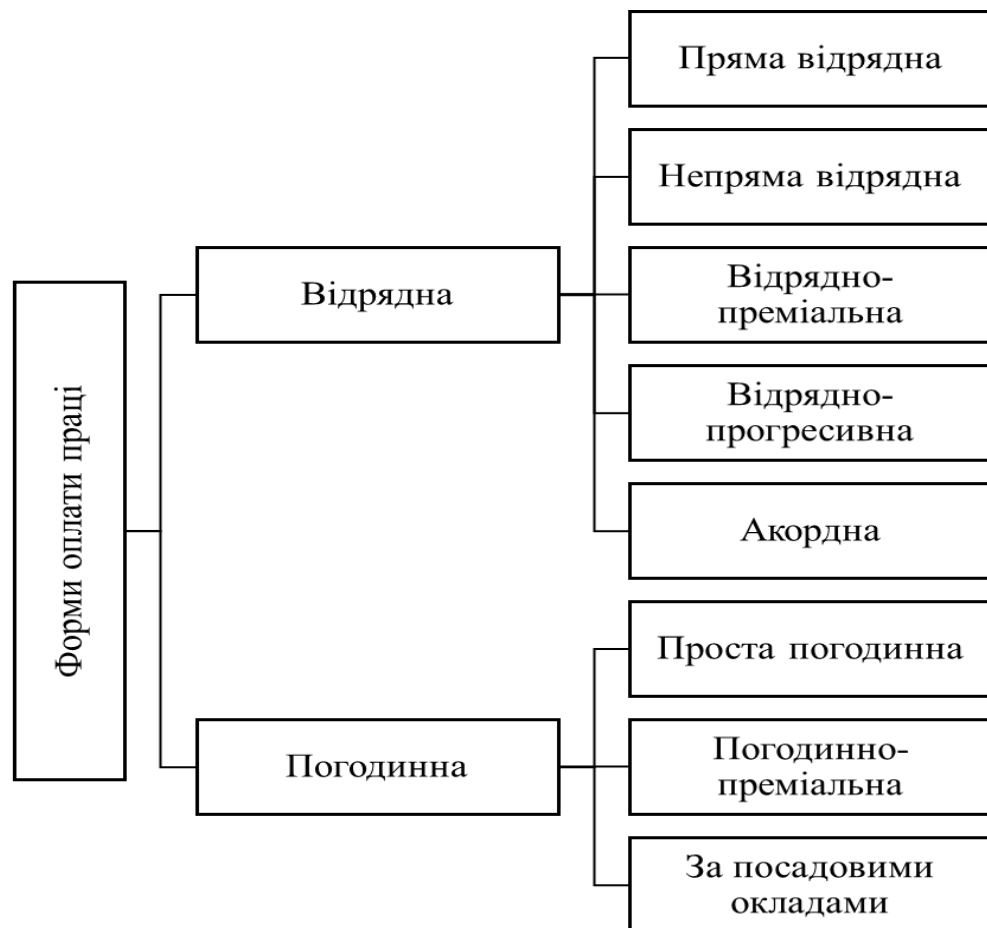 Форми оплати праці
Відрядна
Пряма відрядна
Непряма відрядна
Відрядно-
преміальна
Відрядно-
прогресивна
Акордна
Погодинна
Проста погодинна
Погодинно-
преміальна
За посадовими
окладами